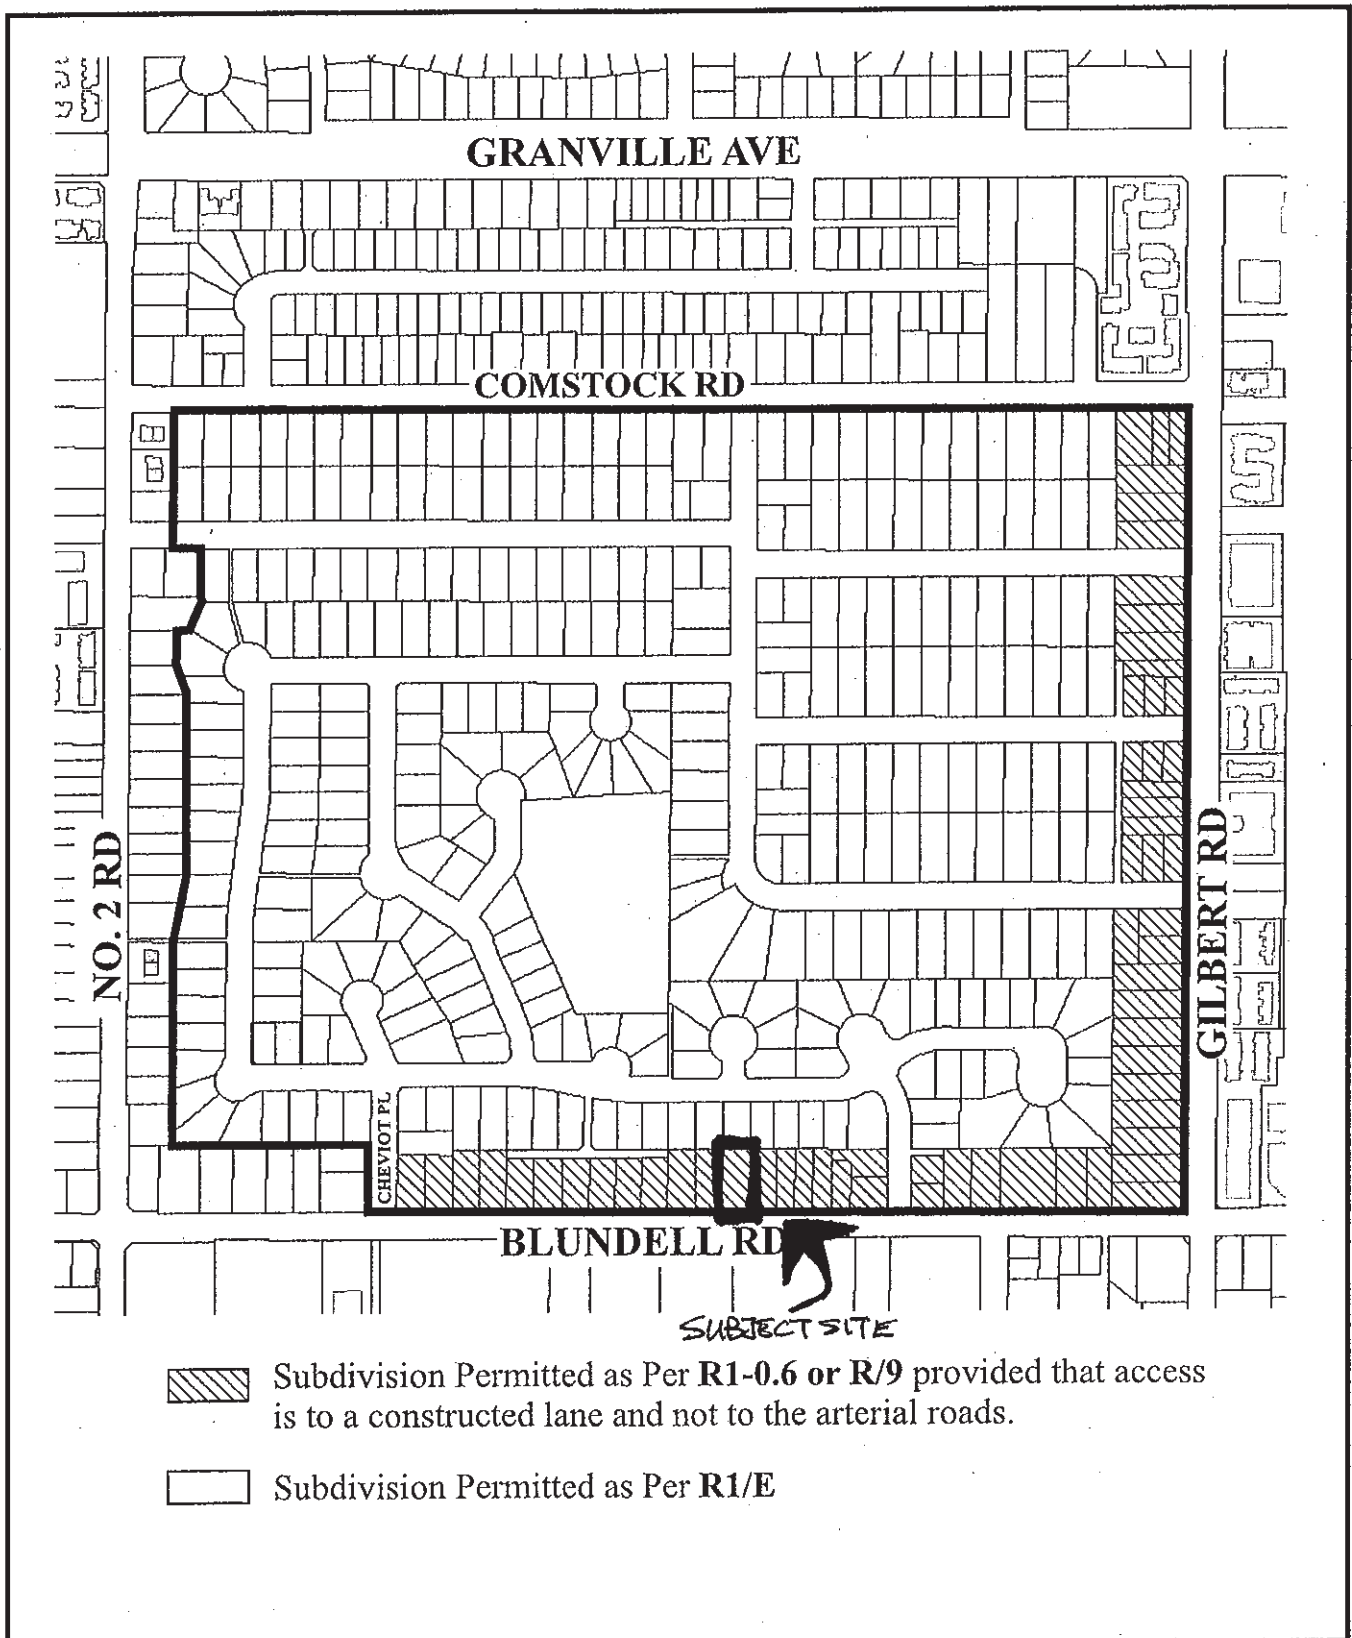 GRANVILLE AVE
COMSTOCK RD
NO. 2 RD
GILBERT RD
CHEVIOT PL
BLUNDELL RD
SUBJECT SITE
Subdivision Permitted as Per R1-0.6 or R/9 provided that access
is to a constructed lane and not to the arterial roads.
Subdivision Permitted as Per R1/E